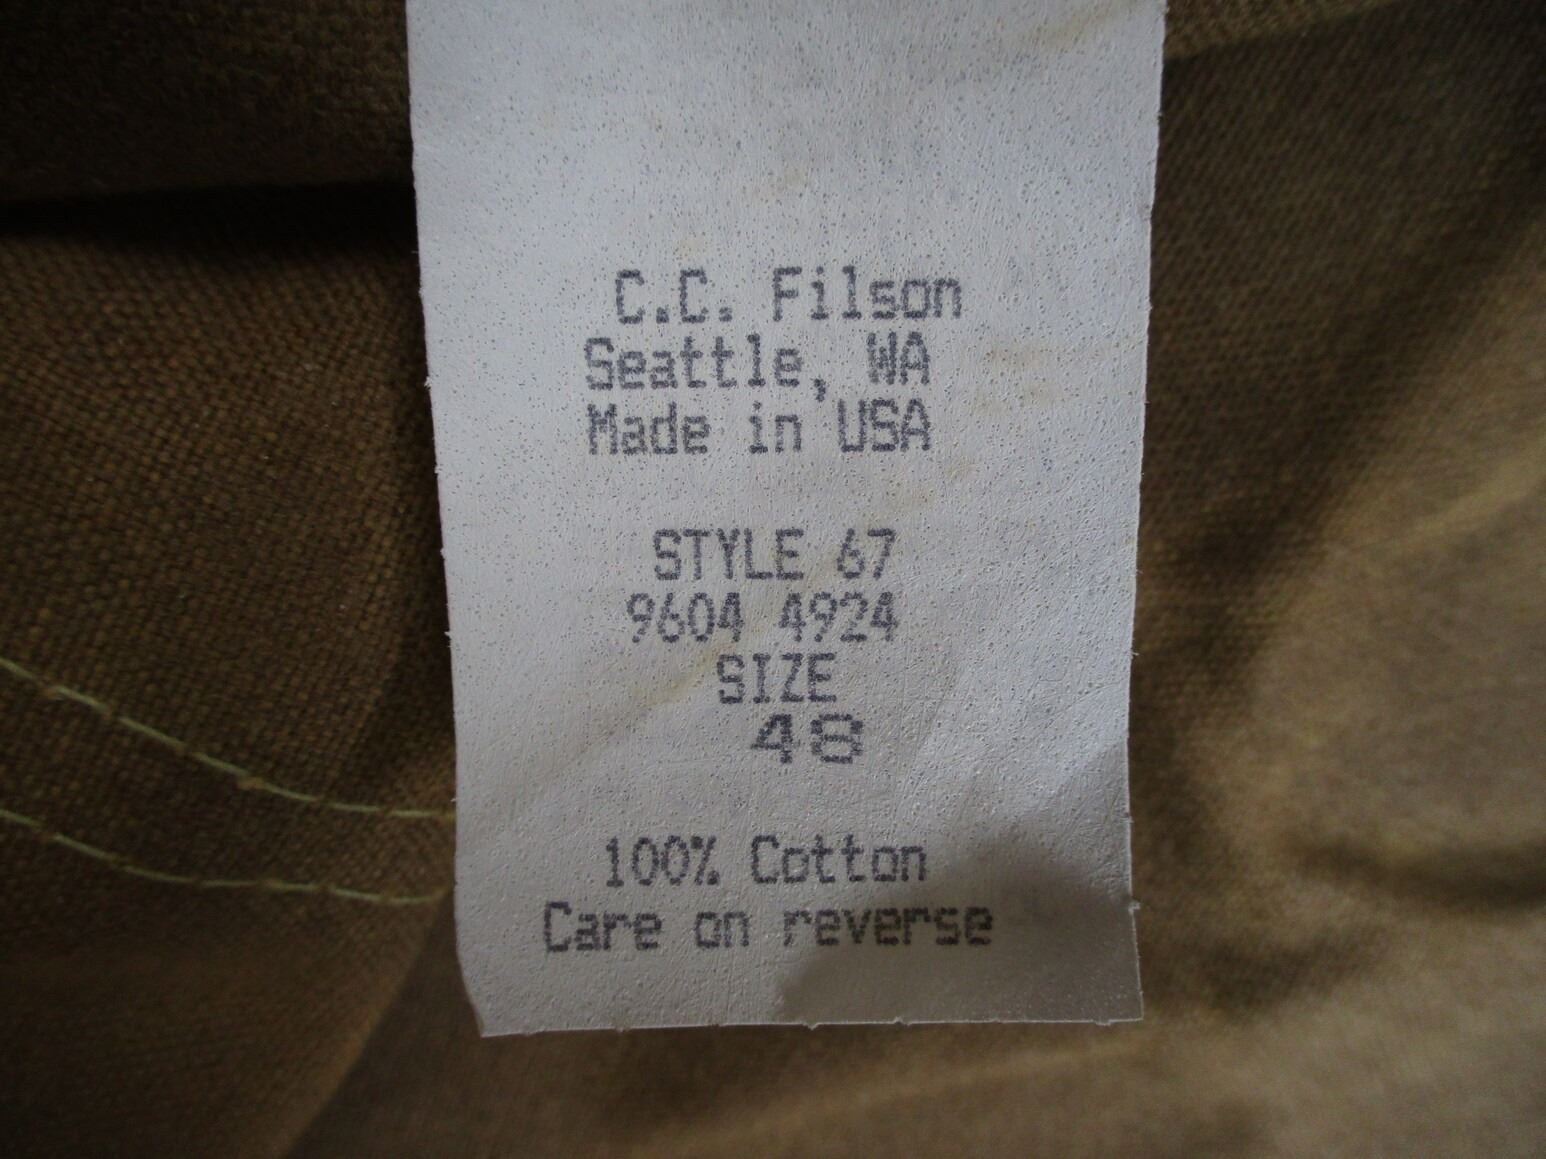 C.C. Filson
Seattle, WA
Made in USA
STYLE 67
9604 4924
SIZE
48
100% Cotton
Care on reverse